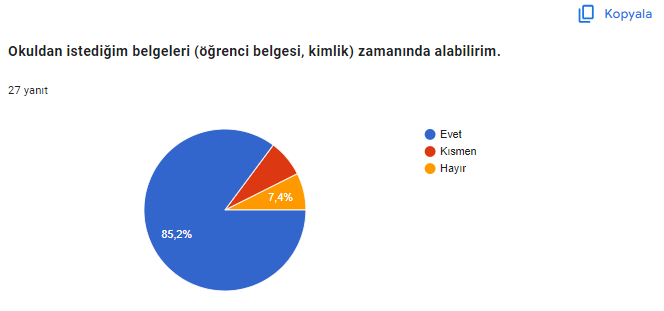 Kopyala
Okuldan istediğim belgeleri (öğrenci belgesi, kimlik) zamanında alabilirim.
27 yanıt
Evet
Kısmen
Hayır
7,4%
85,2%